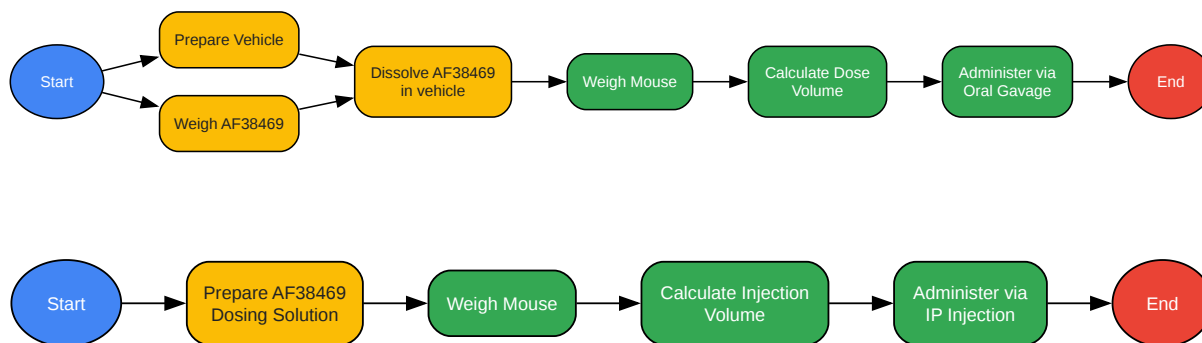 Start
Prepare Vehicle
Weigh AF38469
Dissolve AF38469
in vehicle
Weigh Mouse
Calculate Dose
Volume
Administer via
Oral Gavage
End
Start
Prepare AF38469
Dosing Solution
Weigh Mouse
Calculate Injection
Volume
Administer via
IP Injection
End